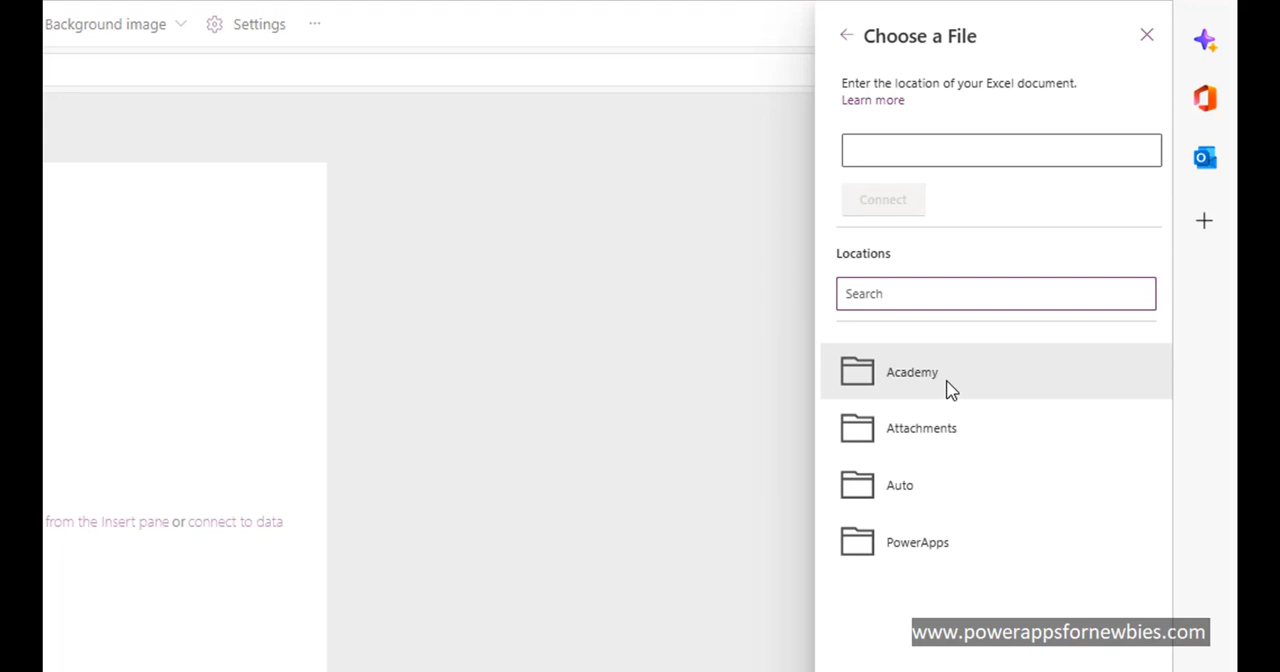 Background image
Settings
...
Choose a File
Enter the location of your Excel document.
Learn more
Connect
Locations
Search
Academy
Attachments
Auto
PowerApps
from the Insert pane or connect to data
www.powerappsfornewbies.com